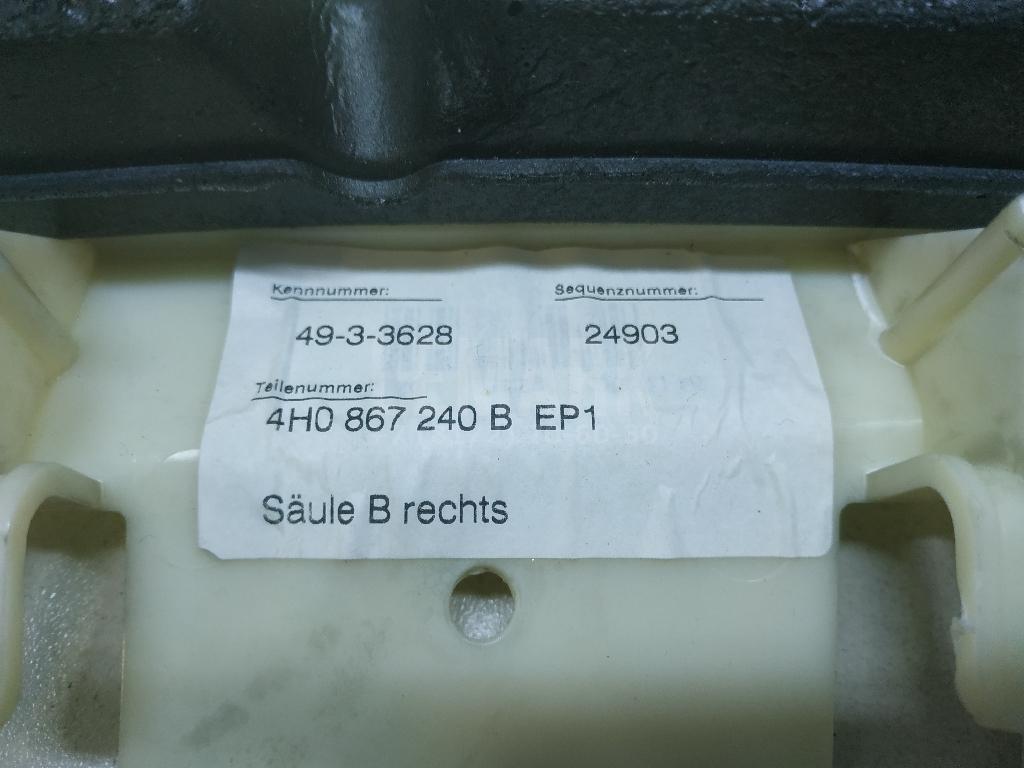 Kennnummer: Sequenznummer:
49-3-3628 24903
Teilenummer:
4H0 867 240 B EP1
Säule B rechts